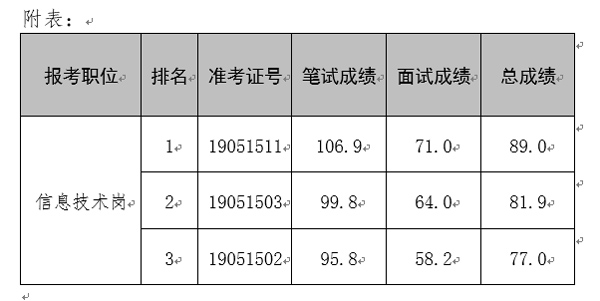 附表：
报考职位 排名 准考证号 笔试成绩 面试成绩 总成绩
1 19051511 106.9 71.0 89.0
信息技术岗 2 19051503 99.8 64.0 81.9
3 19051502 95.8 58.2 77.0